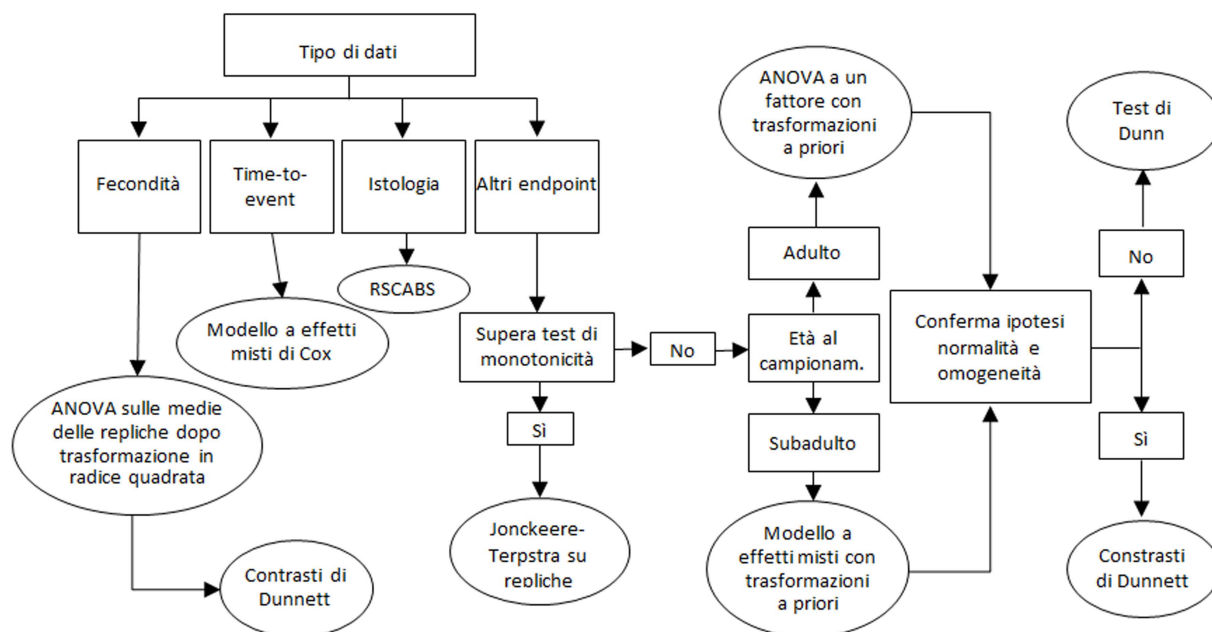 Tipo di dati
Fecondità
Time-to-
event
Istologia
Altri endpoint
RSCABS
Modello a effetti
misti di Cox
ANOVA sulle medie
delle repliche dopo
trasformazione in
radice quadrata
Contrasti di
Dunnett
Supera test di
monotonicità
No
Sì
Jonckeere-
Terpstra su
repliche
Età al
campionam.
Adulto
ANOVA a un
fattore con
trasformazioni
a priori
Subadulto
Modello a
effetti misti con
trasformazioni
a priori
Conferma ipotesi
normalità e
omogeneità
No
Test di
Dunn
Sì
Constrasti
di Dunnett